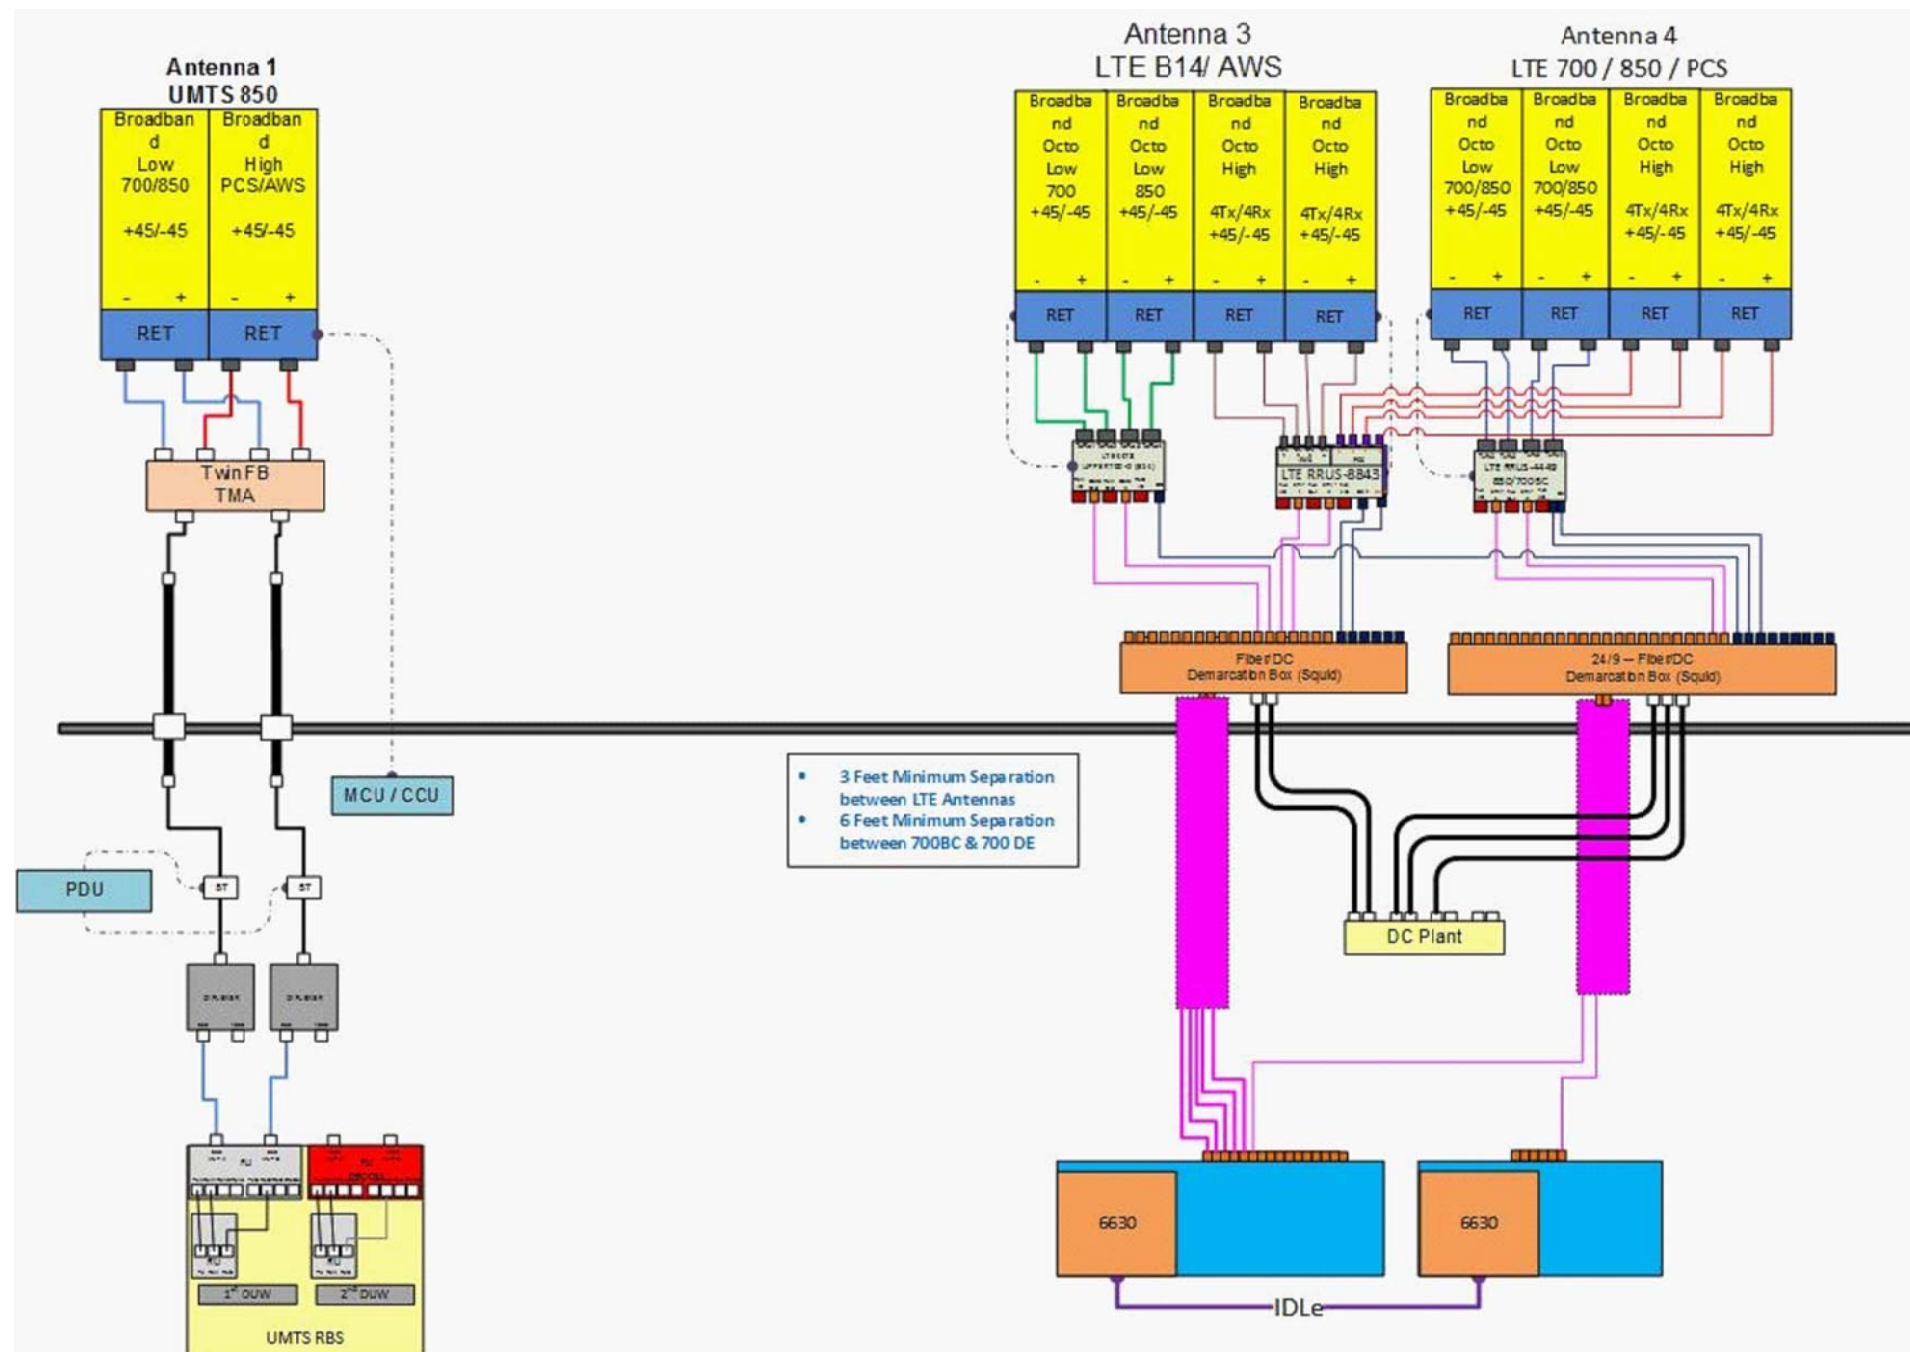 Antenna 1
UMTS 850
Broadban
d
Low
700/850
+45/-45
- +
RET
Broadban
d
High
PCS/AWS
+45/-45
- +
RET
TwinFB
TMA
MCU / CCU
PDU
ST
ST
1st DUW
2nd DUW
UMTS RBS
Antenna 3
LTE B14/ AWS
Broadba
nd
Octo
Low
700
+45/-45
- +
RET
Broadba
nd
Octo
Low
850
+45/-45
- +
RET
Broadba
nd
Octo
High
4Tx/4Rx
+45/-45
- +
RET
Broadba
nd
Octo
High
4Tx/4Rx
+45/-45
- +
RET
Antenna 4
LTE 700 / 850 / PCS
Broadba
nd
Octo
Low
700/850
+45/-45
- +
RET
Broadba
nd
Octo
Low
700/850
+45/-45
- +
RET
Broadba
nd
Octo
High
4Tx/4Rx
+45/-45
- +
RET
Broadba
nd
Octo
High
4Tx/4Rx
+45/-45
- +
RET
LTE RRUS-8843
LTE RRUS-4449
850/700BC
Fiber/DC
Demarcation Box (Squid)
24/9 – Fiber/DC
Demarcation Box (Squid)
• 3 Feet Minimum Separation
between LTE Antennas
• 6 Feet Minimum Separation
between 700BC & 700 DE
DC Plant
6630
6630
IDLe